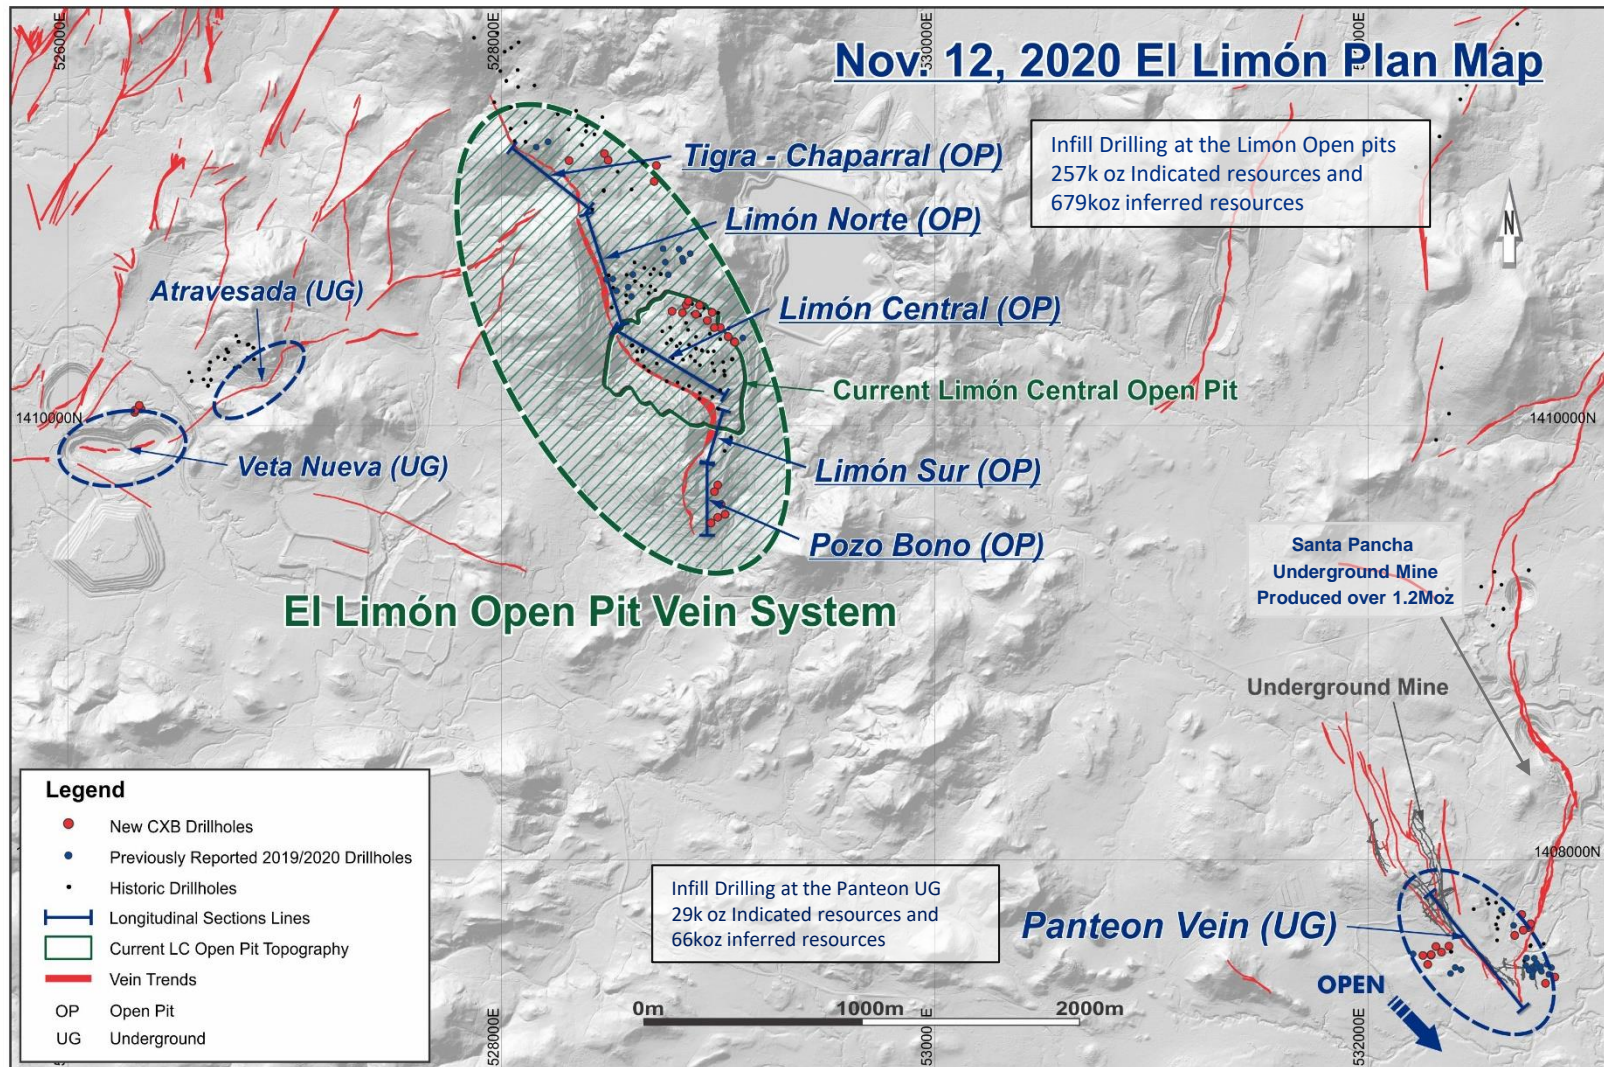 526000E
528000E
530000E
Nov. 12, 2020 El Limón Plan Map
Infill Drilling at the Limon Open pits
257k oz Indicated resources and
679koz inferred resources
N
Tigra - Chaparral (OP)
Limón Norte (OP)
Atravesada (UG)
Limón Central (OP)
Current Limón Central Open Pit
1410000N
1410000N
Veta Nueva (UG)
Limón Sur (OP)
Pozo Bono (OP)
El Limón Open Pit Vein System
Santa Pancha
Underground Mine
Produced over 1.2Moz
Underground Mine
Legend
New CXB Drillholes
Previously Reported 2019/2020 Drillholes
Historic Drillholes
Longitudinal Sections Lines
Current LC Open Pit Topography
Vein Trends
OP Open Pit
UG Underground
1408000N
Infill Drilling at the Panteon UG
29k oz Indicated resources and
66koz inferred resources
Panteon Vein (UG)
OPEN
0m 1000m 2000m
528000E
532000E